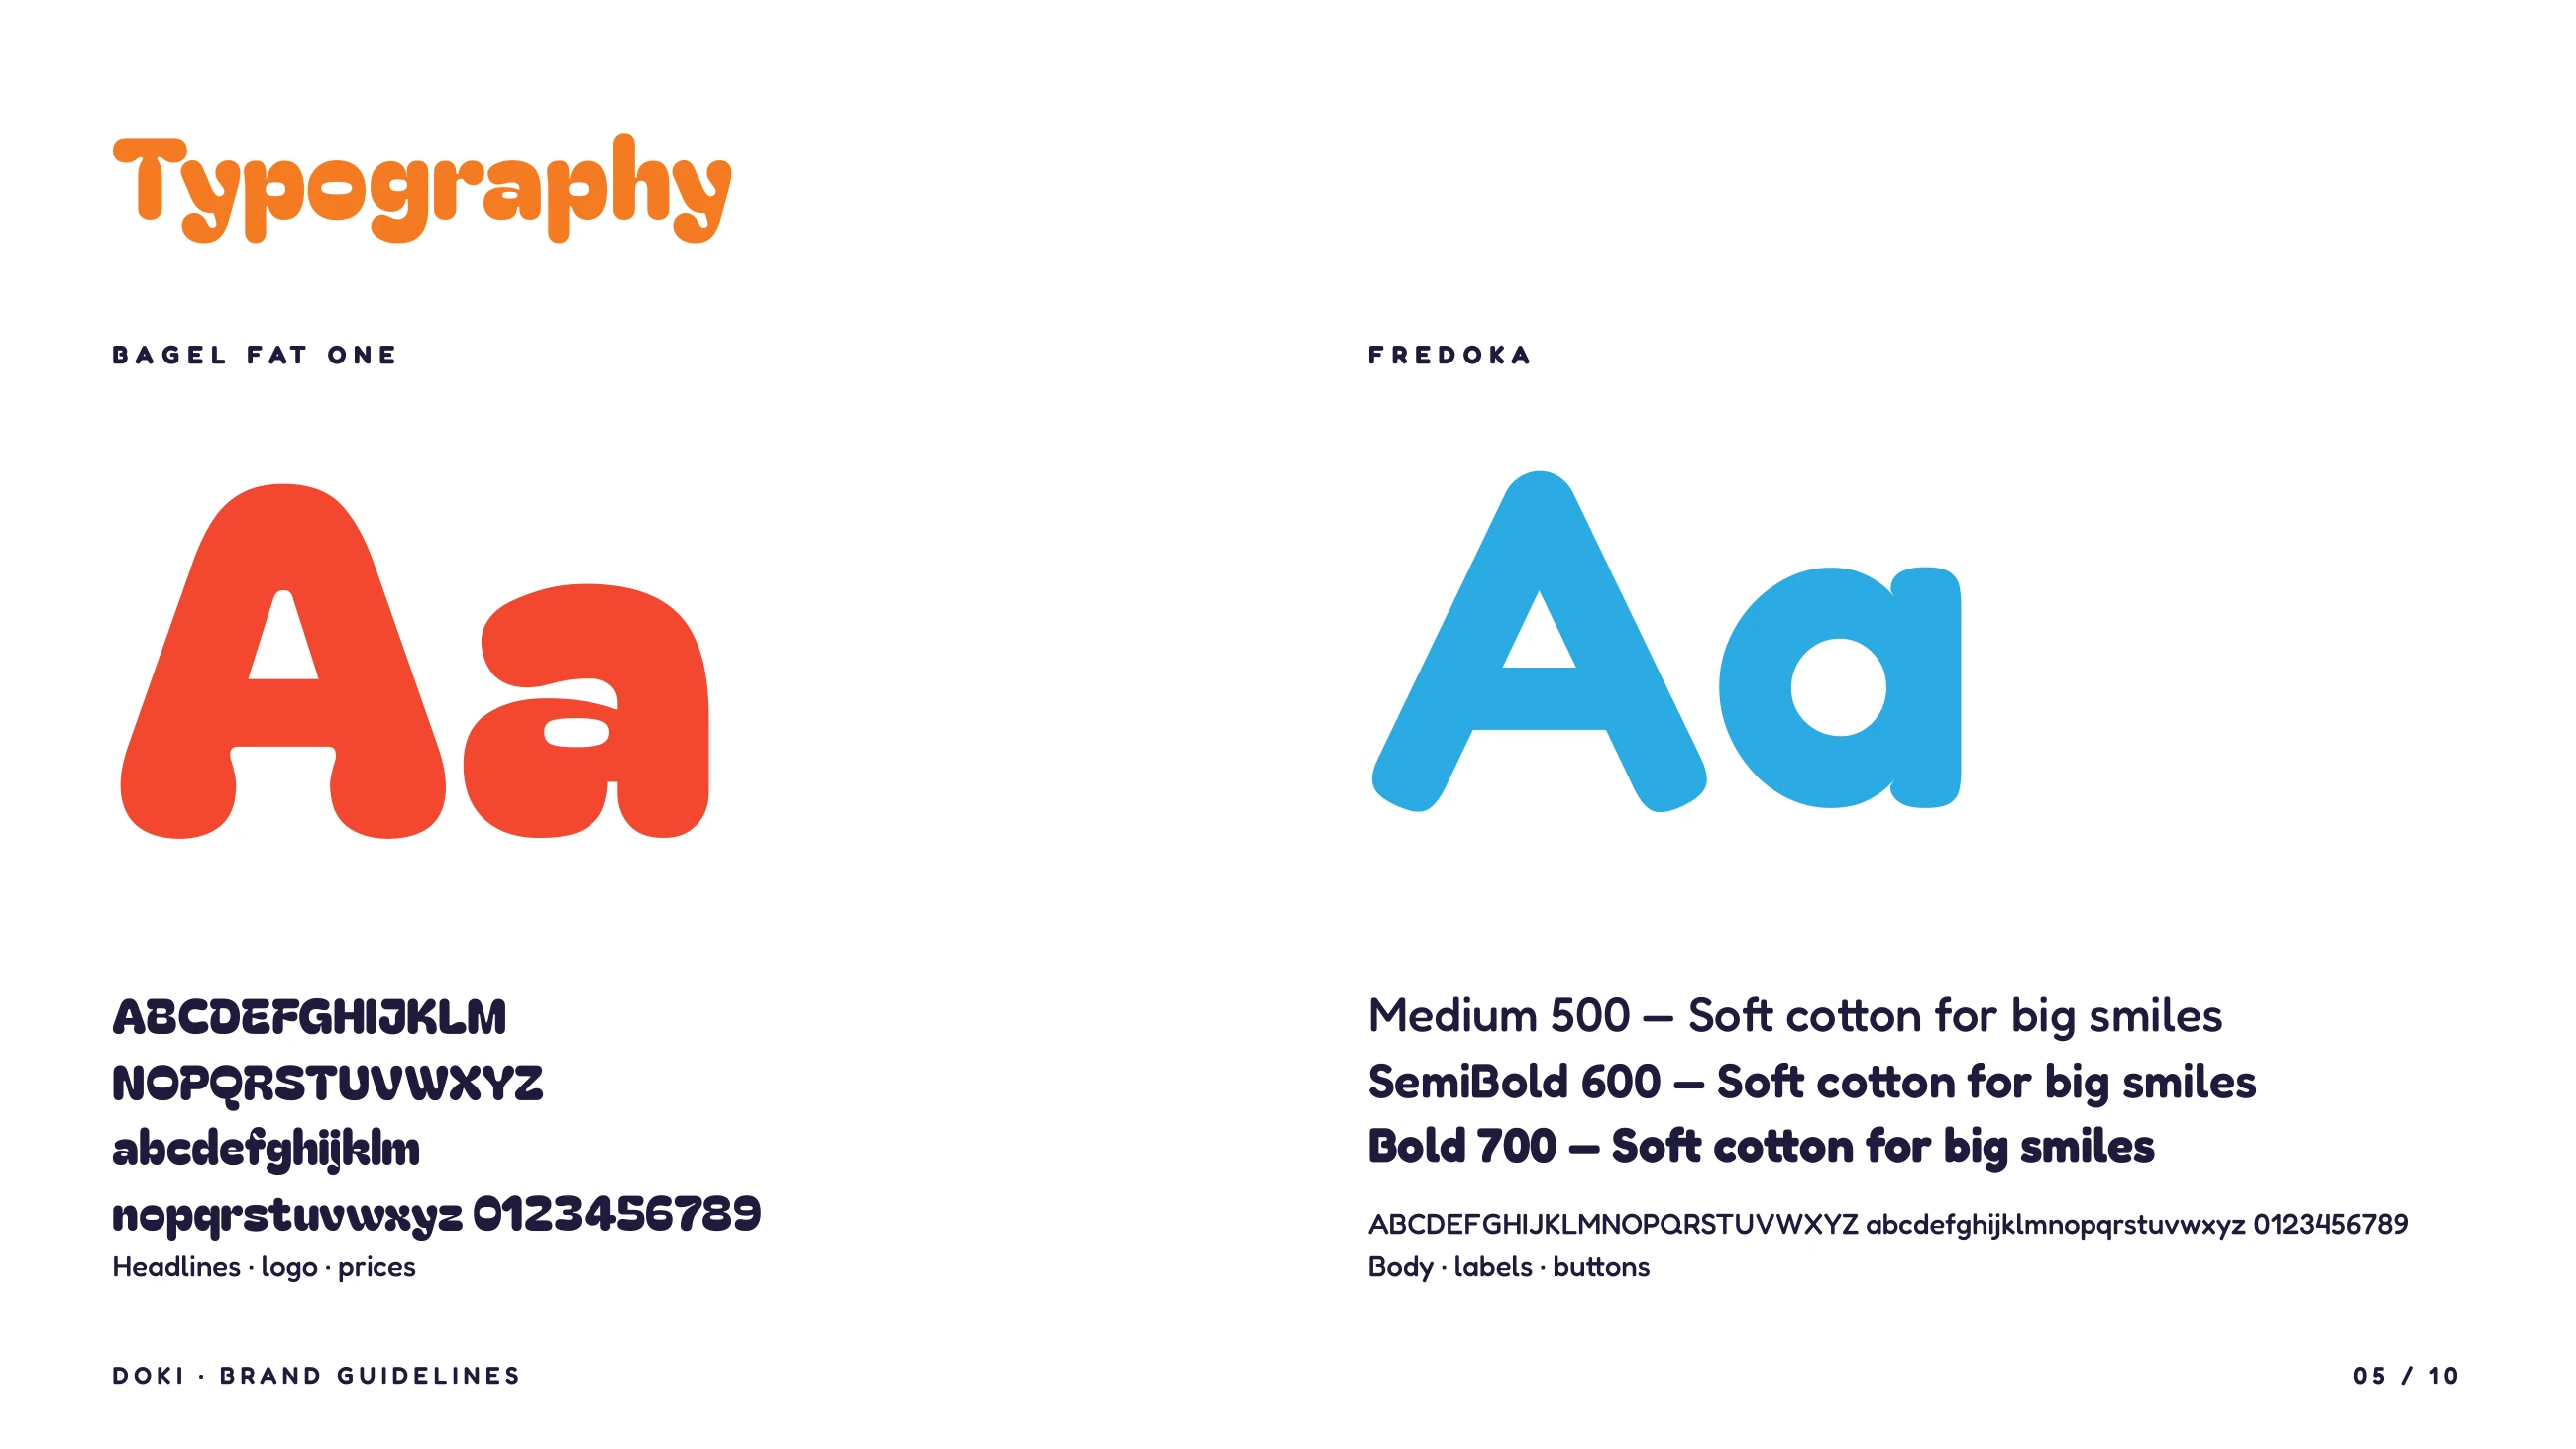 Typography
BAGEL FAT ONE
Aa
ABCDEFGHIJKLM
NOPQRSTUVWXYZ
abcdefghijklm
nopqrstuvwxyz 0123456789
Headlines · logo · prices
FREDOKA
Aa
Medium 500 — Soft cotton for big smiles
SemiBold 600 — Soft cotton for big smiles
Bold 700 — Soft cotton for big smiles
ABCDEFGHIJKLMNOPQRSTUVWXYZ abcdefghijklmnopqrstuvwxyz 0123456789
Body · labels · buttons
DOKI · BRAND GUIDELINES
05 / 10